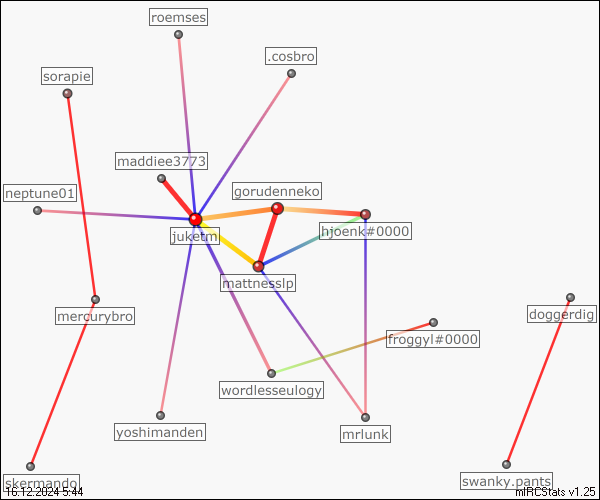 roemses
.cosbro
sorapie
maddiee3773
gorudenneko
neptune01
juketm
bjoenk#0000
mattnesslp
mercurybro
doggerdig
froggyl#0000
wordlesseulogy
yoshimanden
mrlunk
skermando
swanky.pants
16.12.2024 5:44
mIRCStats v1.25